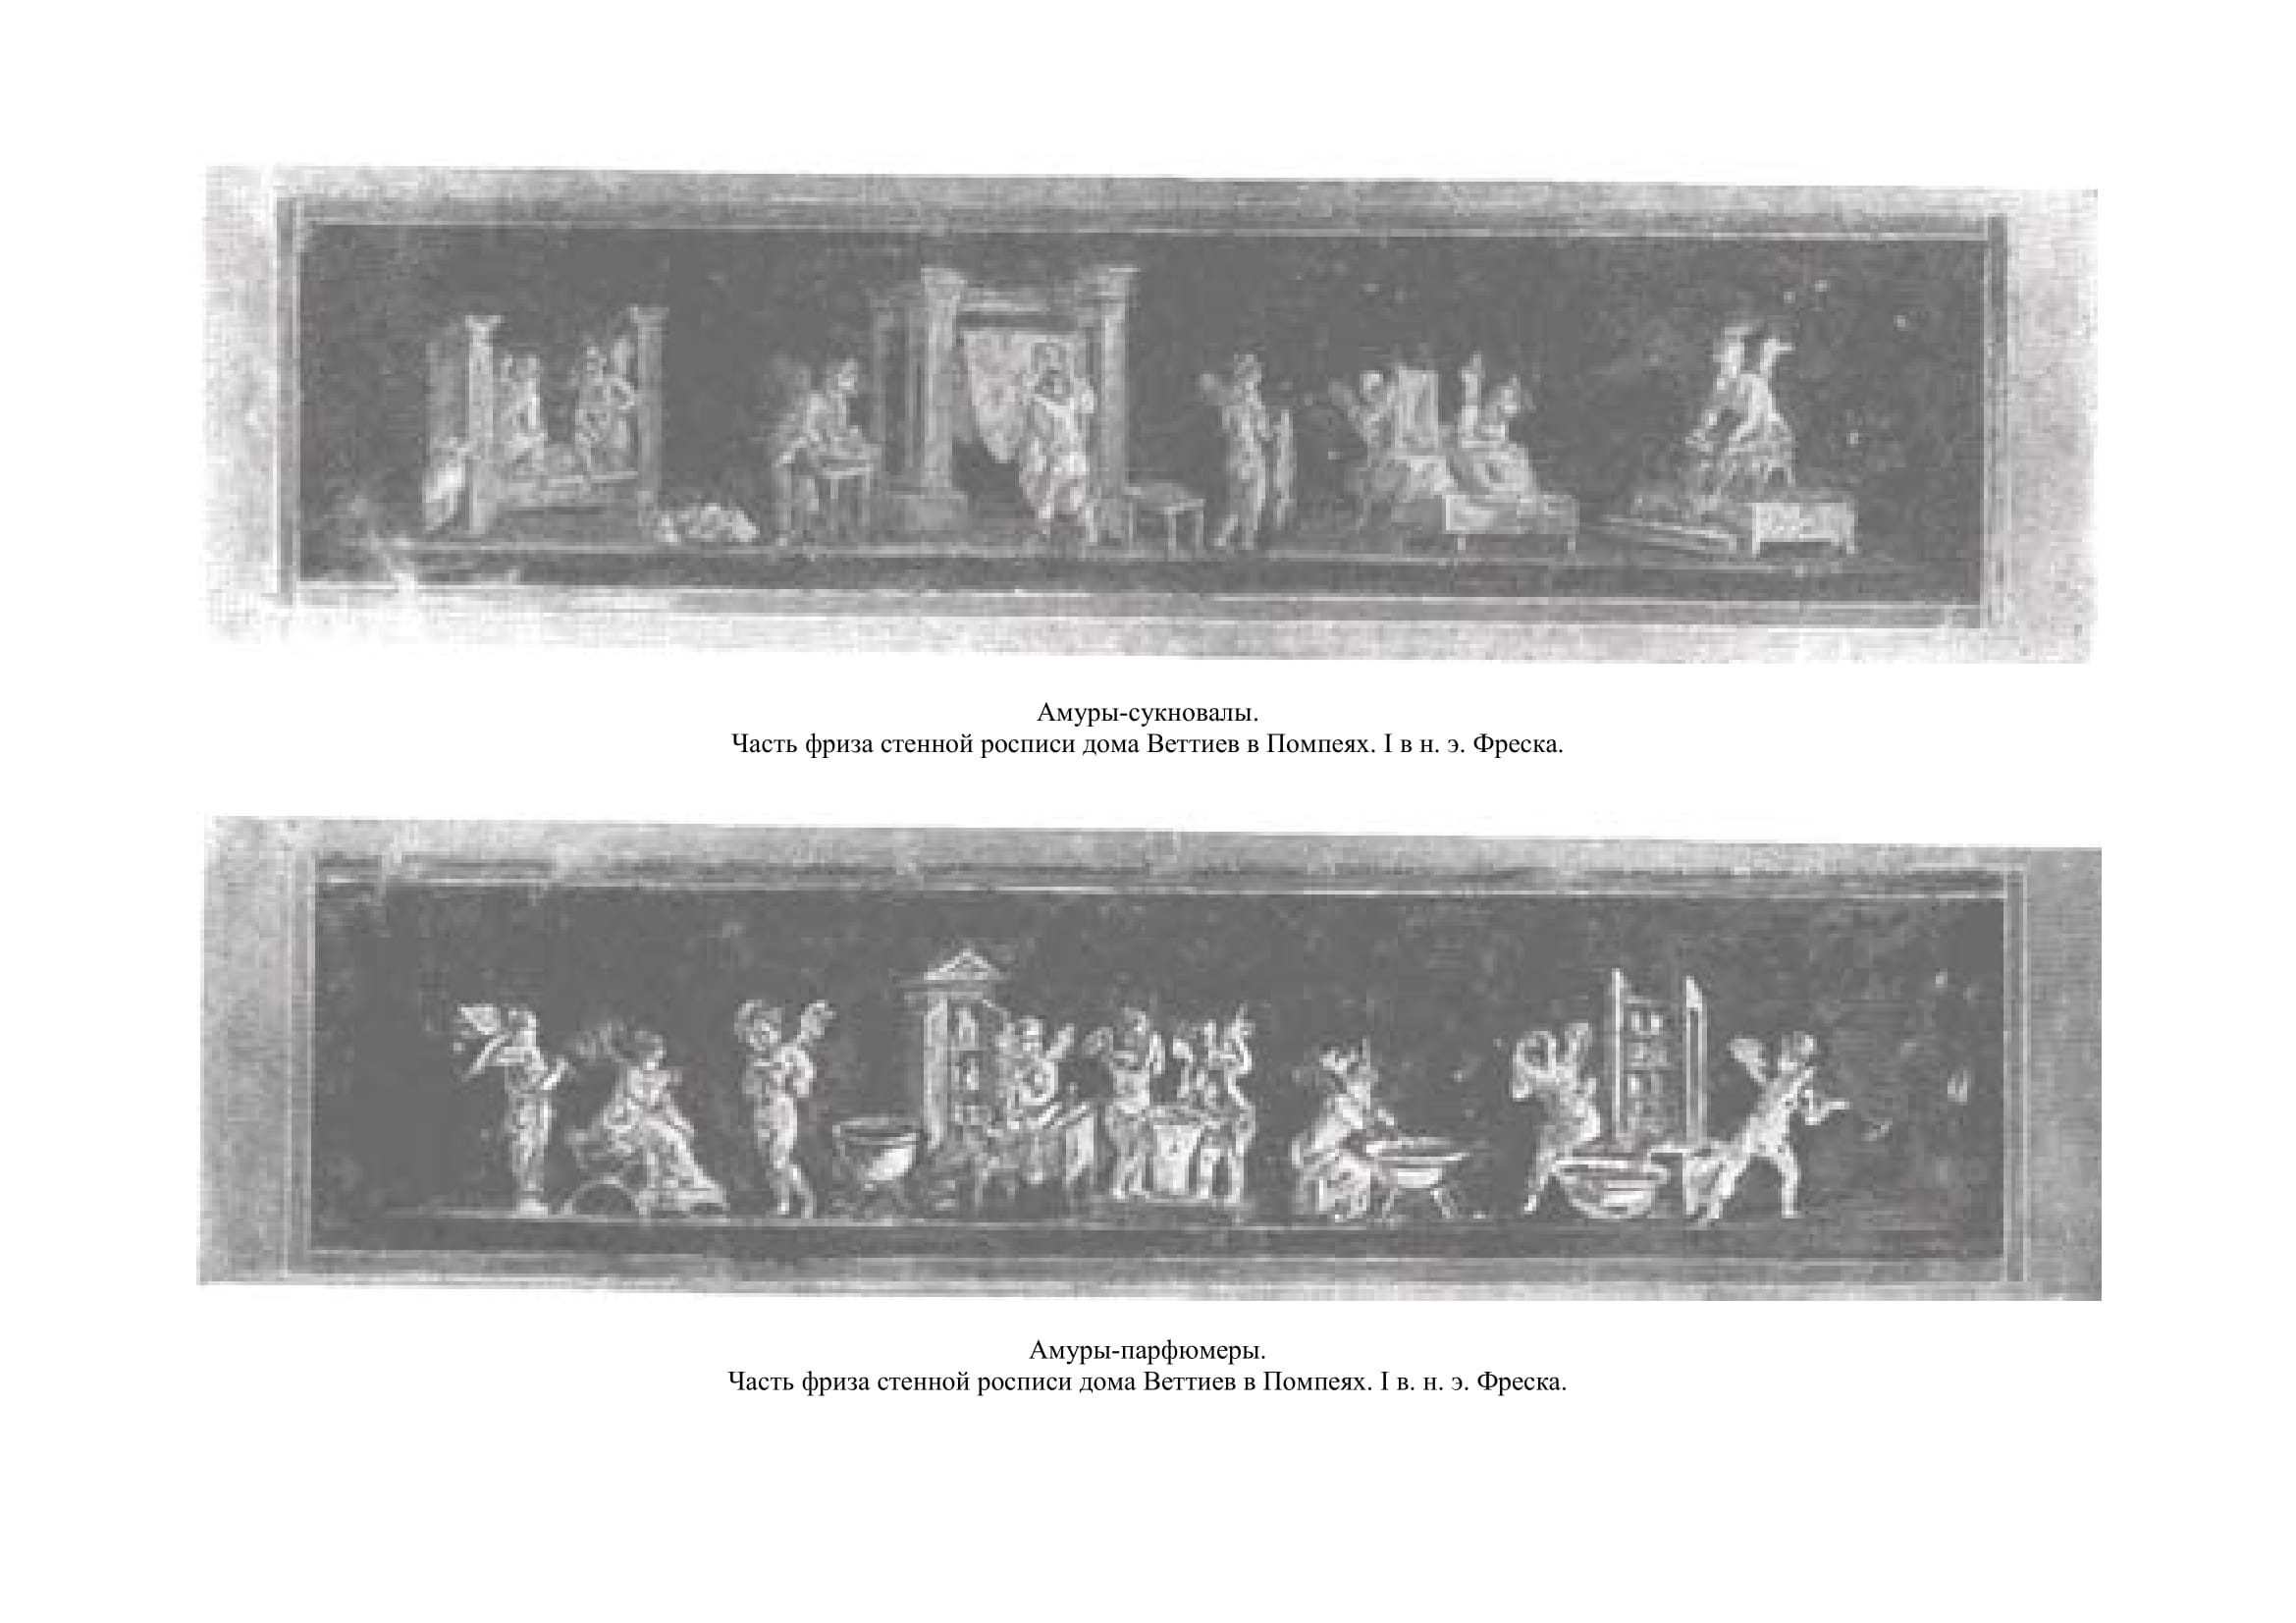 Амуры-сукновалы.
Часть фриза стенной росписи дома Веттиев в Помпеях. I в н. э. Фреска.
Амуры-парфюмеры.
Часть фриза стенной росписи дома Веттиев в Помпеях. I в. н. э. Фреска.